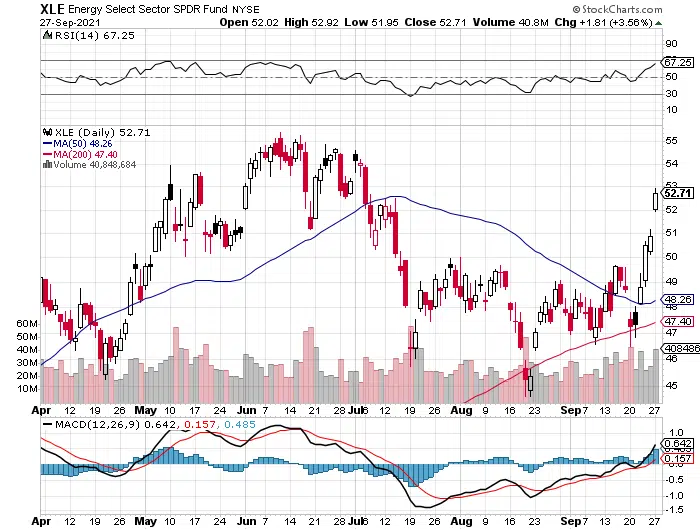 XLE Energy Select Sector SPDR Fund NYSE © StockCharts.com
27-Sep-2021 Open 52.02 High 52.92 Low 51.95 Close 52.71 Volume 40.8M Chg +1.81 (+3.56%)
RSI(14) 67.25
90
67.25
50
30
10
XLE (Daily) 52.71
MA(50) 48.26
MA(200) 47.40
Volume 40,848,684
55
54
53
52.71
52
51
50
49
48.26
48
47.40
47
408486
45
60M
50M
40M
30M
20M
10M
Apr 12 19 26 May 10 17 24 Jun 7 14 21 28 Jul 6 12 19 26 Aug 9 16 23 Sep 7 13 20 27
MACD(12,26,9) 0.642, 0.157, 0.485
0.642
0.157
0.0
-0.5
-1.0
-1.5
Apr 12 19 26 May 10 17 24 Jun 7 14 21 28 Jul 6 12 19 26 Aug 9 16 23 Sep 7 13 20 27